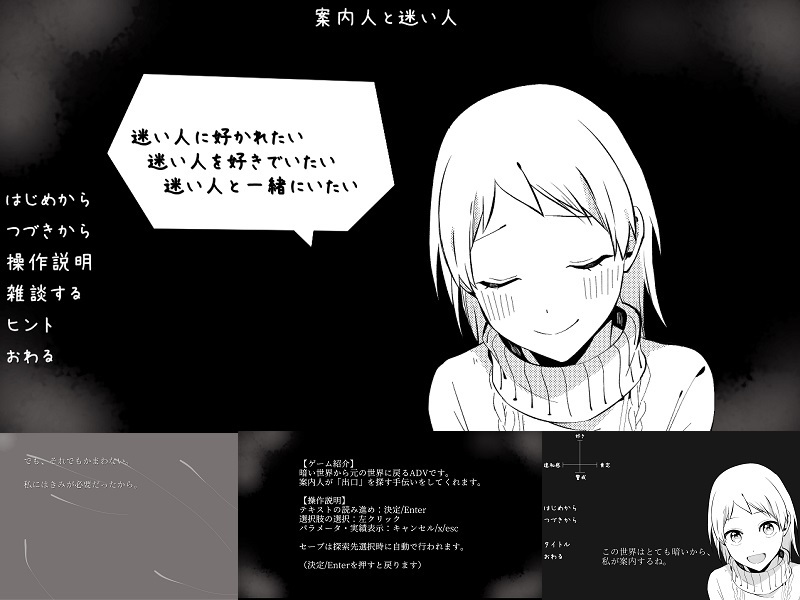 案内人と迷い人
迷い人に好かれたい
迷い人を好きでいたい
迷い人と一緒にいたい
はじめから
つづきから
操作説明
雑談する
ヒント
おわる
でも、それでもかまわない。
私にはきみが必要だったから。
【ゲーム紹介】
暗い世界から元の世界に戻るADVです。
案内人が「出口」を探す手伝いをしてくれます。
【操作説明】
テキストの読み進め：決定/Enter
選択肢の選択：左クリック
パラメータ・実績表示：キャンセル/x/esc
セーブは探索先選択時に自動で行われます。
（決定/Enterを押すと戻ります）
好き
肯定
警戒
はじめから
つづきから
タイトル
おわる
この世界はとても暗いから、
私が案内するね。